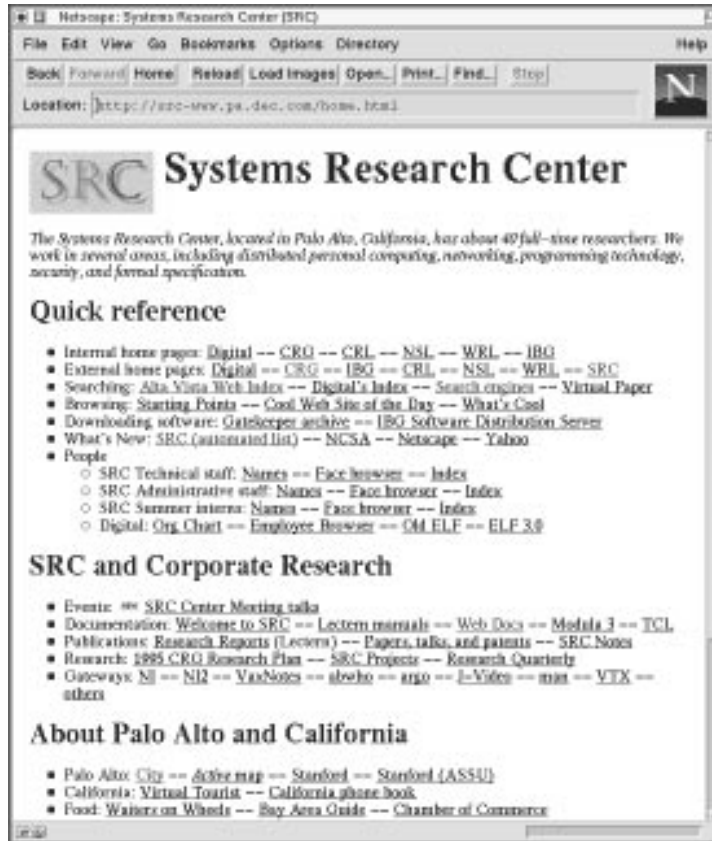 Netscape: Systems Research Center (SRC)
File Edit View Go Bookmarks Options Directory Help
Back Forward Home Reload Load Images Open... Print... Find... Stop
N
Location: http://src-www.pa.dec.com/home.html
SRC Systems Research Center
The Systems Research Center, located in Palo Alto, California, has about 40 full-time researchers. We
work in several areas, including distributed personal computing, networking, programming technology,
security, and formal specification.
Quick reference
Internal home pages: Digital -- CRG -- CRL -- NSL -- WRL -- IBG
External home pages: Digital -- CRG -- IBG -- CRL -- NSL -- WRL -- SRC
Searching: Alta Vista Web Index -- Digital's Index -- Search engines -- Virtual Paper
Browsing: Starting Points -- Cool Web Site of the Day -- What's Cool
Downloading software: Gatekeeper archive -- IBG Software Distribution Server
What's New: SRC (automated list) -- NCSA -- Netscape -- Yahoo
People
SRC Technical staff: Names -- Face browser -- Index
SRC Administrative staff: Names -- Face browser -- Index
SRC Summer interns: Names -- Face browser -- Index
Digital: Org Chart -- Employee Browser -- Old ELF -- ELF 3.0
SRC and Corporate Research
Events: SRC Center Meeting talks
Documentation: Welcome to SRC -- Lectern manuals -- Web Docs -- Modula 3 -- TCL
Publications: Research Reports (Lectern) -- Papers, talks, and patents -- SRC Notes
Research: 1995 CRG Research Plan -- SRC Projects -- Research Quarterly
Gateways: NI -- NI2 -- VaxNotes -- abwho -- argo -- J-Video -- man -- VTX --
others
About Palo Alto and California
Palo Alto: City -- Active map -- Stanford -- Stanford (ASSU)
California: Virtual Tourist -- California phone book
Food: Waiters on Wheels -- Bay Area Guide -- Chamber of Commerce